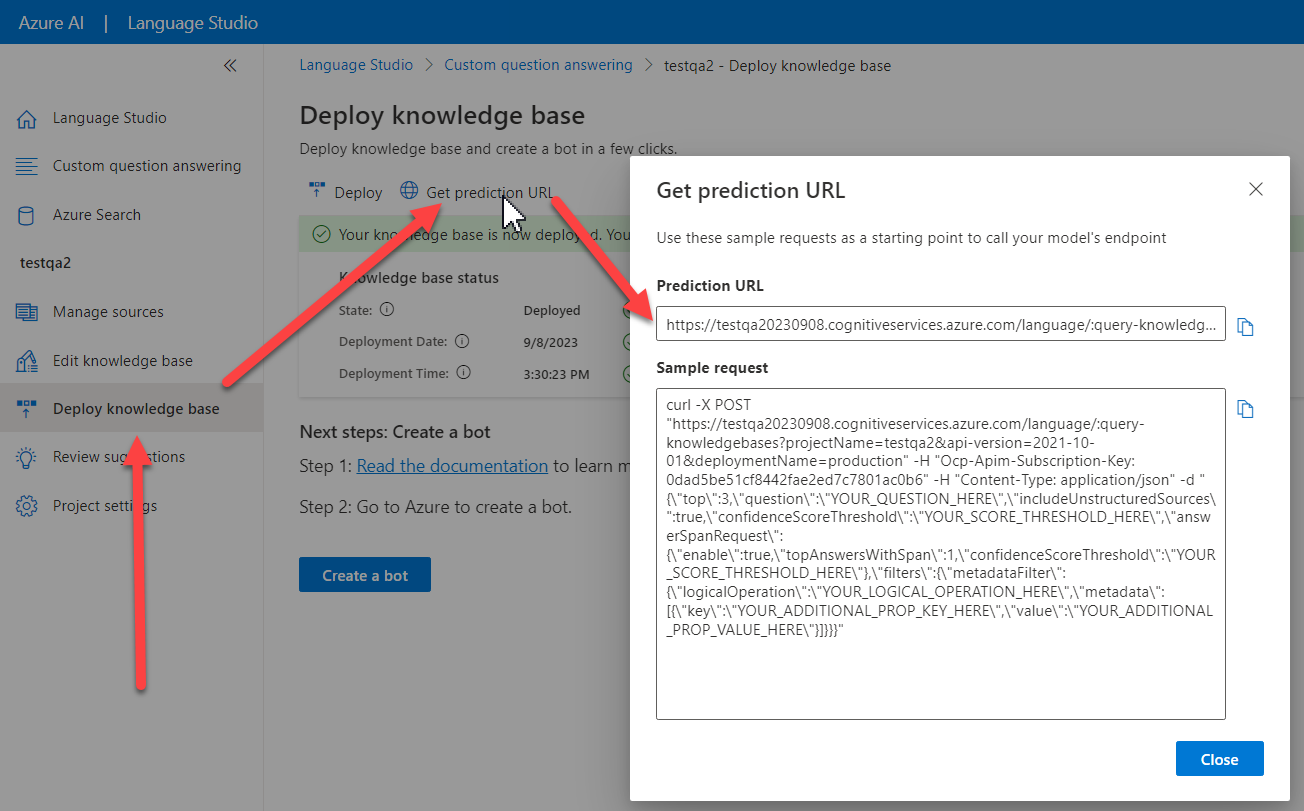 Azure AI | Language Studio
Language Studio > Custom question answering > testqa2 - Deploy knowledge base
Language Studio
Custom question answering
Azure Search
testqa2
Manage sources
Edit knowledge base
Deploy knowledge base
Review suggestions
Project settings
Deploy knowledge base
Deploy knowledge base and create a bot in a few clicks.
Deploy Get prediction URL
Your knowledge base is now deployed. You
Knowledge base status
State: Deployed
Deployment Date: 9/8/2023
Deployment Time: 3:30:23 PM
Next steps: Create a bot
Step 1: Read the documentation to learn m
Step 2: Go to Azure to create a bot.
Create a bot
Get prediction URL
Use these sample requests as a starting point to call your model's endpoint
Prediction URL
https://testqa20230908.cognitiveservices.azure.com/language/:query-knowledg...
Sample request
curl -X POST
"https://testqa20230908.cognitiveservices.azure.com/language/:query-
knowledgebases?projectName=testqa2&api-version=2021-10-
01&deploymentName=production" -H "Ocp-Apim-Subscription-Key:
0dad5be51cf8442fae2ed7c7801ac0b6" -H "Content-Type: application/json" -d "
{\"top\":3,\"question\":\"YOUR_QUESTION_HERE\",\"includeUnstructuredSources\
":true,\"confidenceScoreThreshold\":\"YOUR_SCORE_THRESHOLD_HERE\",\"answ
erSpanRequest\":
{\"enable\":true,\"topAnswersWithSpan\":1,\"confidenceScoreThreshold\":\"YOUR
_SCORE_THRESHOLD_HERE\"},\"filters\":{\"metadataFilter\":
{\"logicalOperation\":\"YOUR_LOGICAL_OPERATION_HERE\",\"metadata\":
[{\"key\":\"YOUR_ADDITIONAL_PROP_KEY_HERE\",\"value\":\"YOUR_ADDITIONAL
_PROP_VALUE_HERE\"}]}}}"
Close